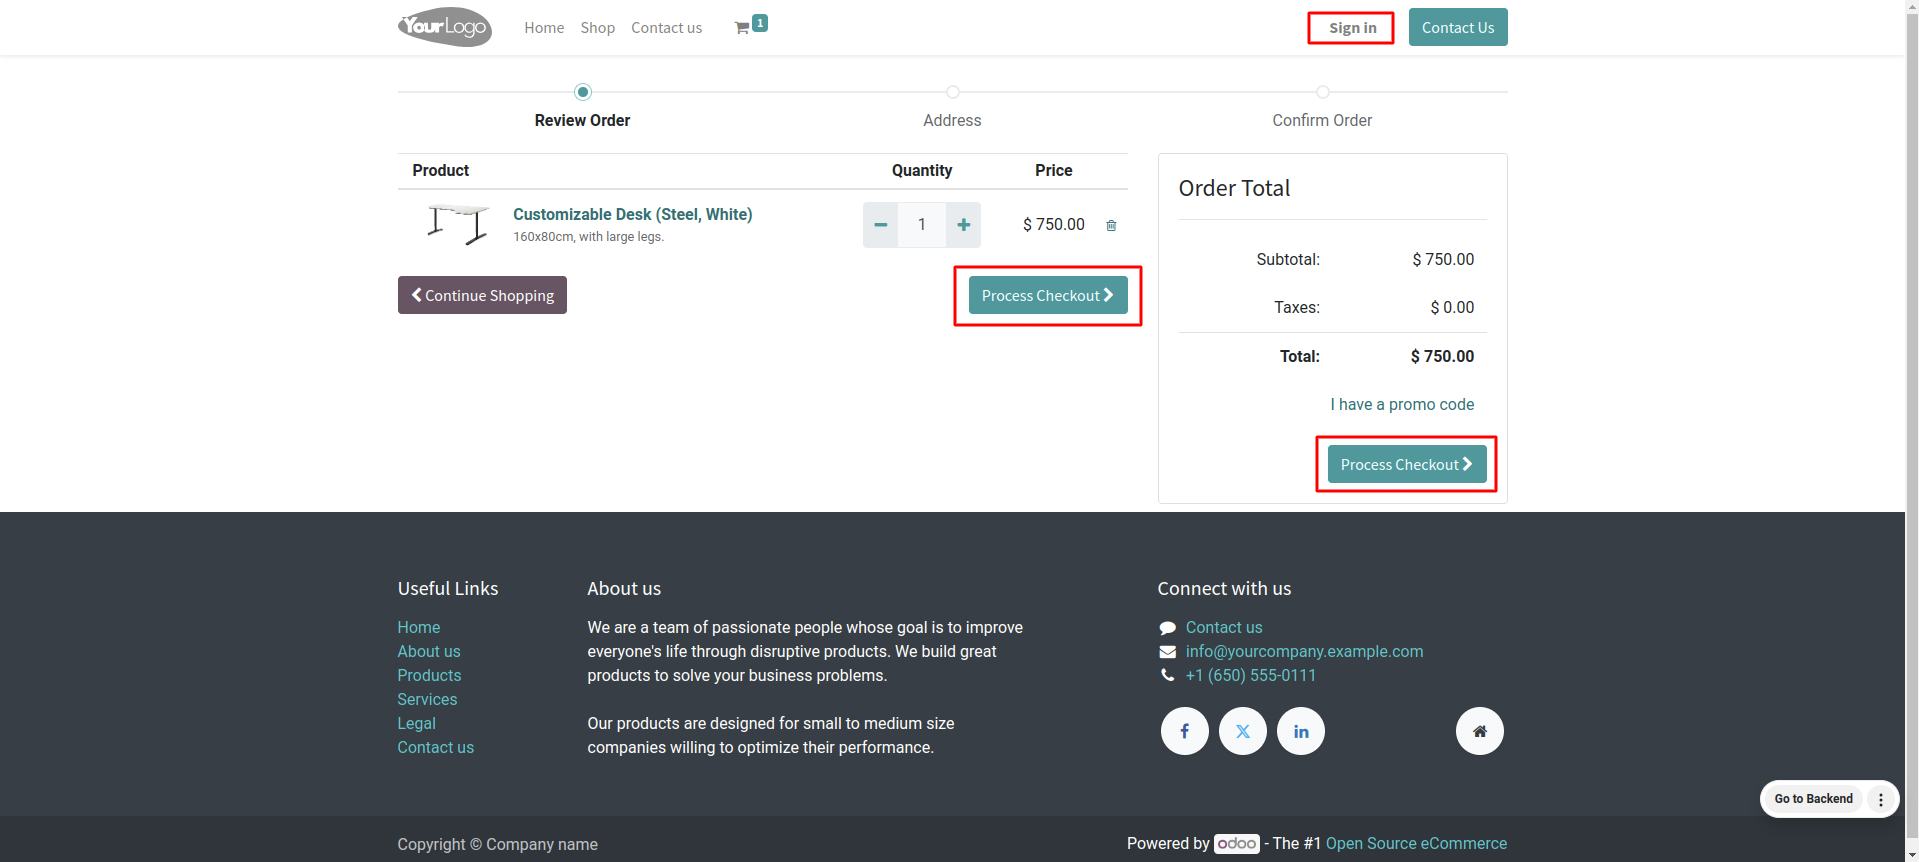 YourLogo
Home
Shop
Contact us
1
Sign in
Contact Us
Review Order
Address
Confirm Order
Product
Quantity
Price
Customizable Desk (Steel, White)
160x80cm, with large legs.
1
$ 750.00
Continue Shopping
Process Checkout
Order Total
Subtotal:
$ 750.00
Taxes:
$ 0.00
Total:
$ 750.00
I have a promo code
Process Checkout
Useful Links
Home
About us
Products
Services
Legal
Contact us
About us
We are a team of passionate people whose goal is to improve
everyone's life through disruptive products. We build great
products to solve your business problems.
Our products are designed for small to medium size
companies willing to optimize their performance.
Connect with us
Contact us
info@yourcompany.example.com
+1 (650) 555-0111
Go to Backend
Copyright © Company name
Powered by odoo - The #1 Open Source eCommerce